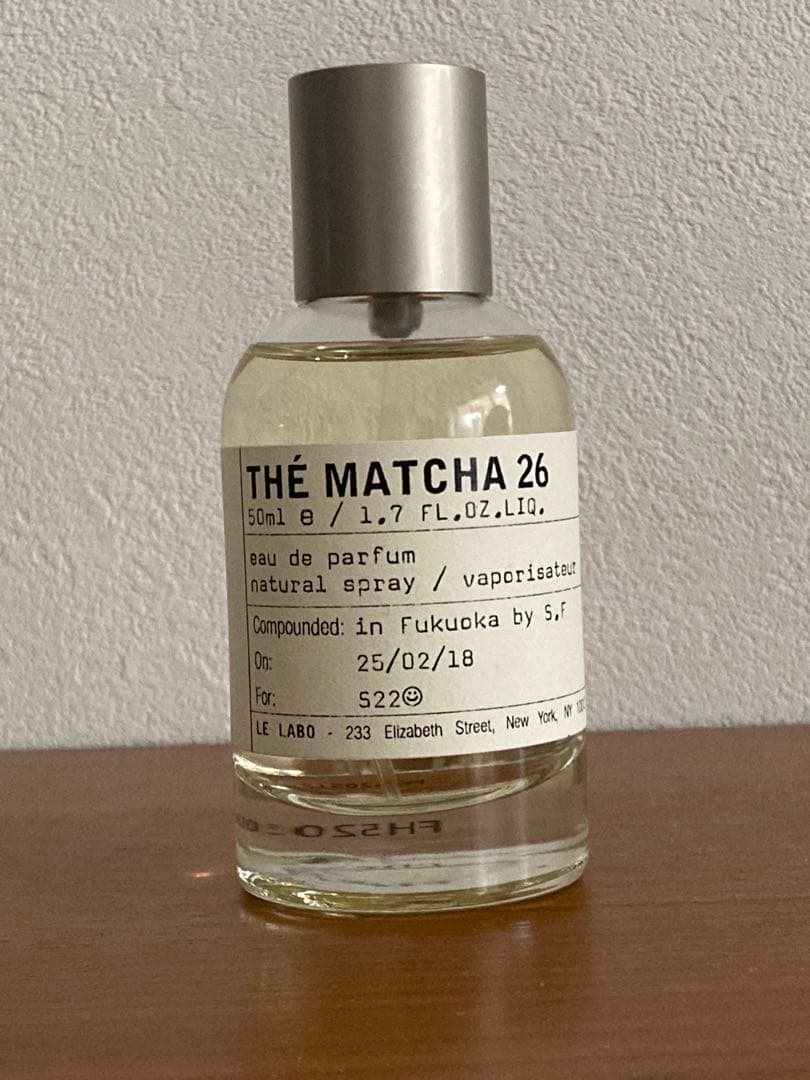 THÉ MATCHA 26
50ml e / 1.7 FL.OZ.LIQ.
eau de parfum
natural spray / vaporisateur
Compounded: in Fukuoka by S.F
On: 25/02/18
For: S22☺
LE LABO - 233 Elizabeth Street, New York, NY
FH520